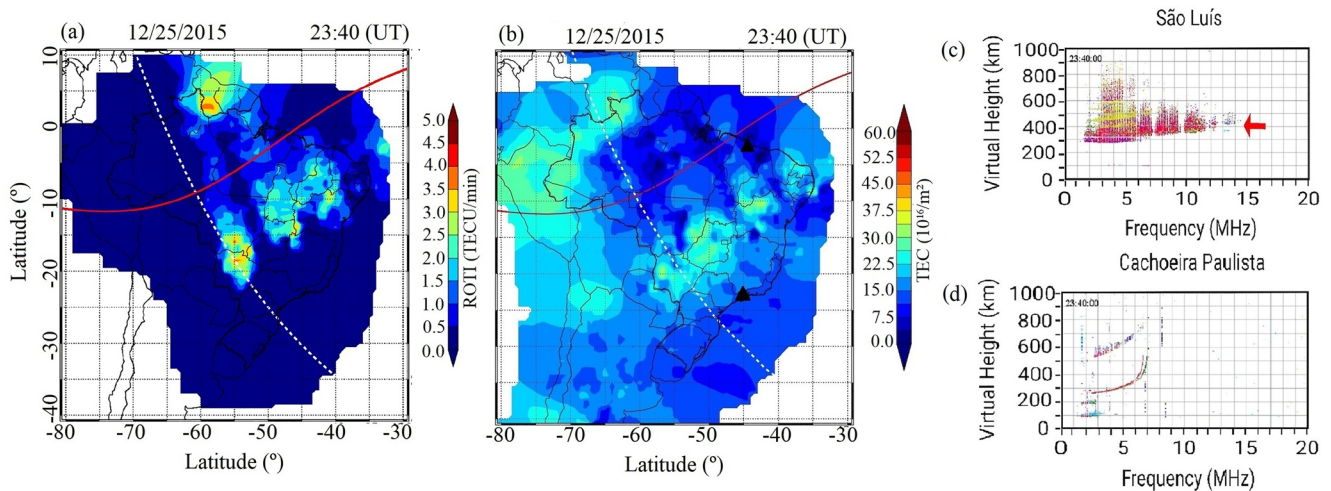 (a) 12/25/2015 23:40 (UT)
10
0
-10
-20
-30
-40
Latitude (º)
-80 -70 -60 -50 -40 -30
Latitude (º)
5.0
4.5
4.0
3.5
3.0
2.5
2.0
1.5
1.0
0.5
0.0
ROTI (TECU/min)
(b) 12/25/2015 23:40 (UT)
-80 -70 -60 -50 -40 -30
Latitude (º)
60.0
52.5
45.0
37.5
30.0
22.5
15.0
7.5
0.0
TEC (10¹⁶/m²)
São Luís
(c)
23:40:00
1000
800
600
400
200
0
Virtual Height (km)
0 5 10 15 20
Frequency (MHz)
Cachoeira Paulista
(d)
23:40:00
1000
800
600
400
200
0
Virtual Height (km)
0 5 10 15 20
Frequency (MHz)